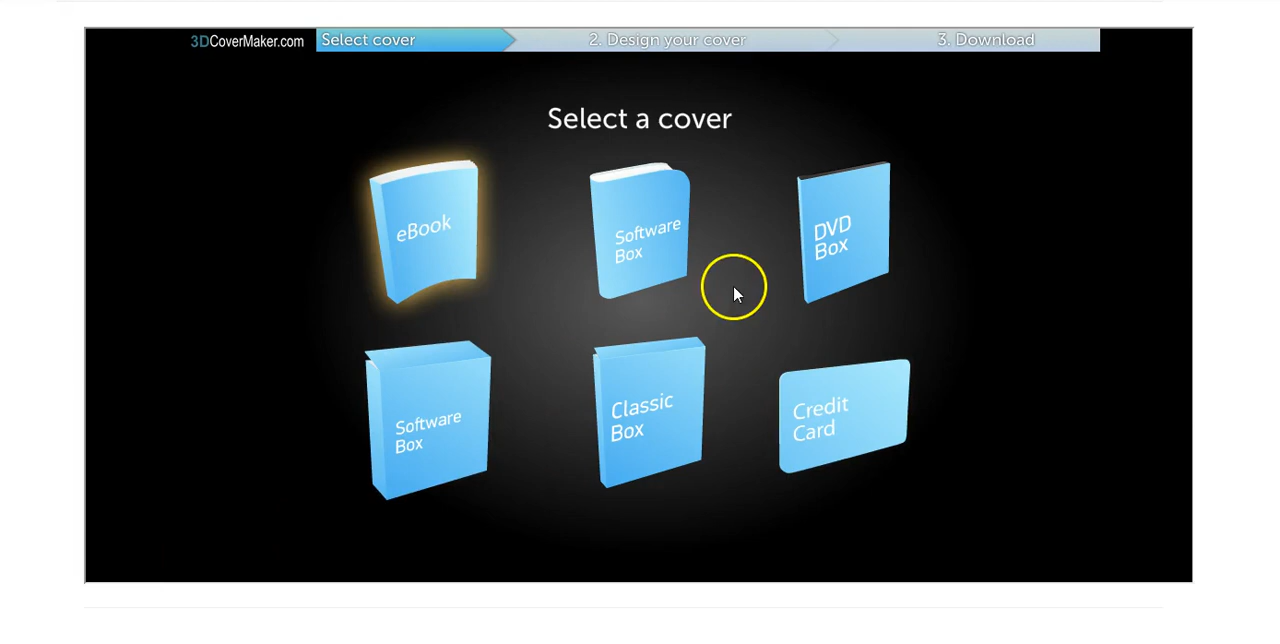 3DCoverMaker.com
Select cover
2. Design your cover
3. Download
Select a cover
eBook
Software
Box
DVD
Box
Software
Box
Classic
Box
Credit
Card